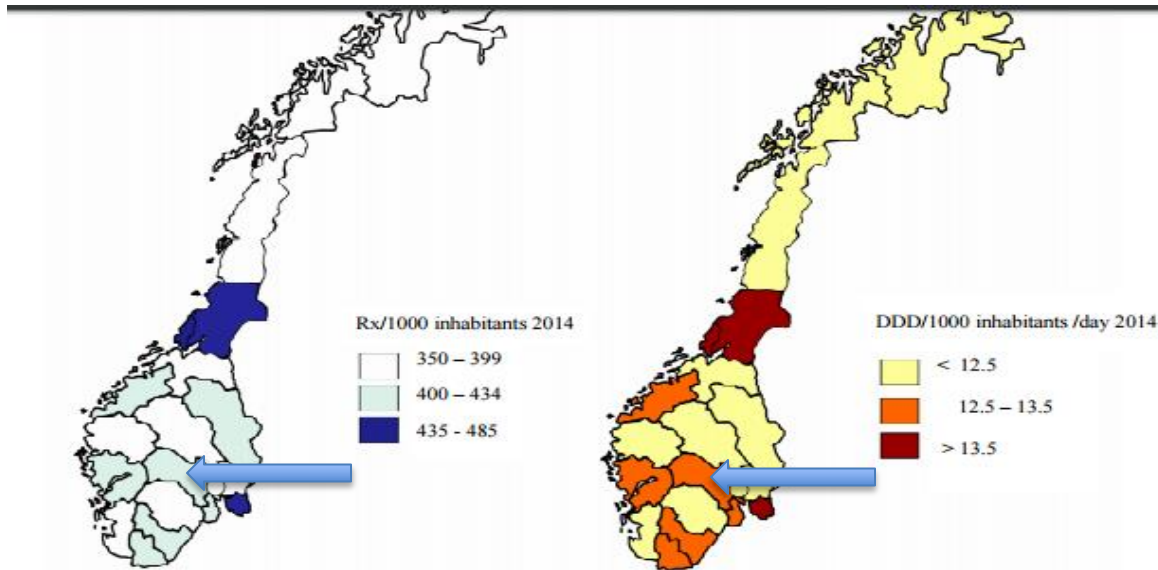 Rx/1000 inhabitants 2014
350 – 399
400 – 434
435 - 485
DDD/1000 inhabitants /day 2014
< 12.5
12.5 – 13.5
> 13.5